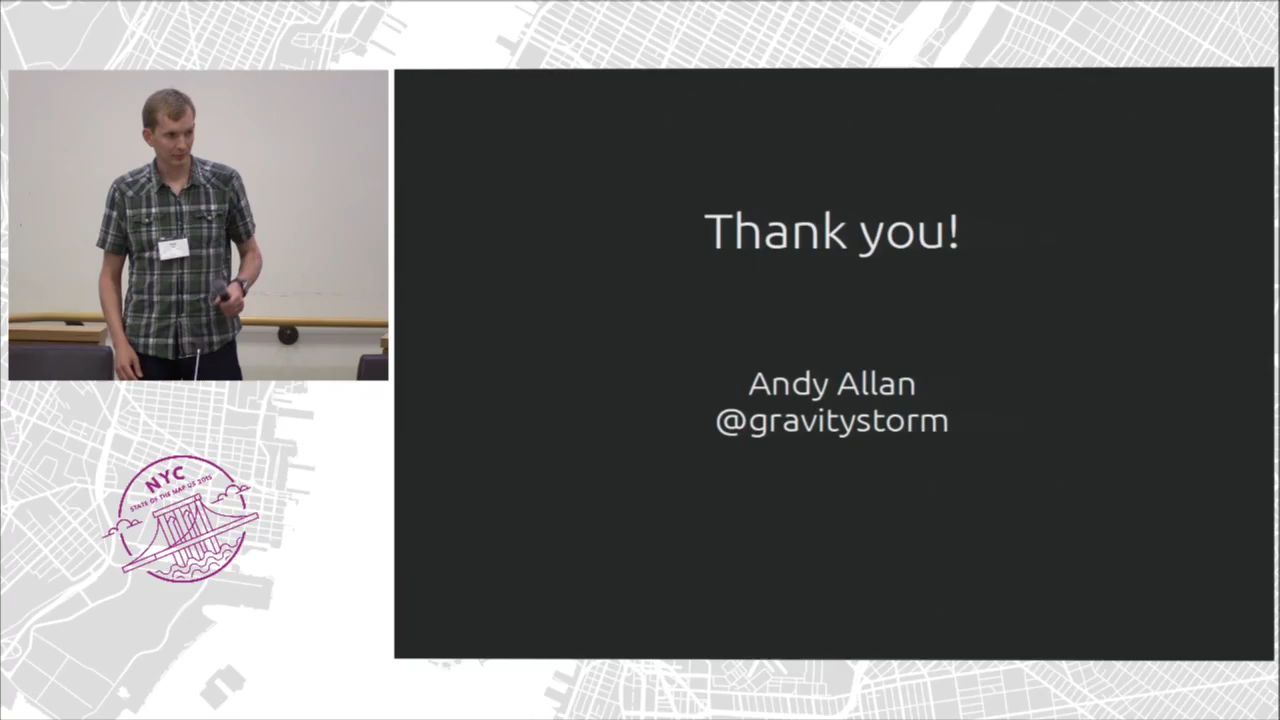 Thank you!
Andy Allan
@gravitystorm
NYC
STATE OF THE MAP US 2015